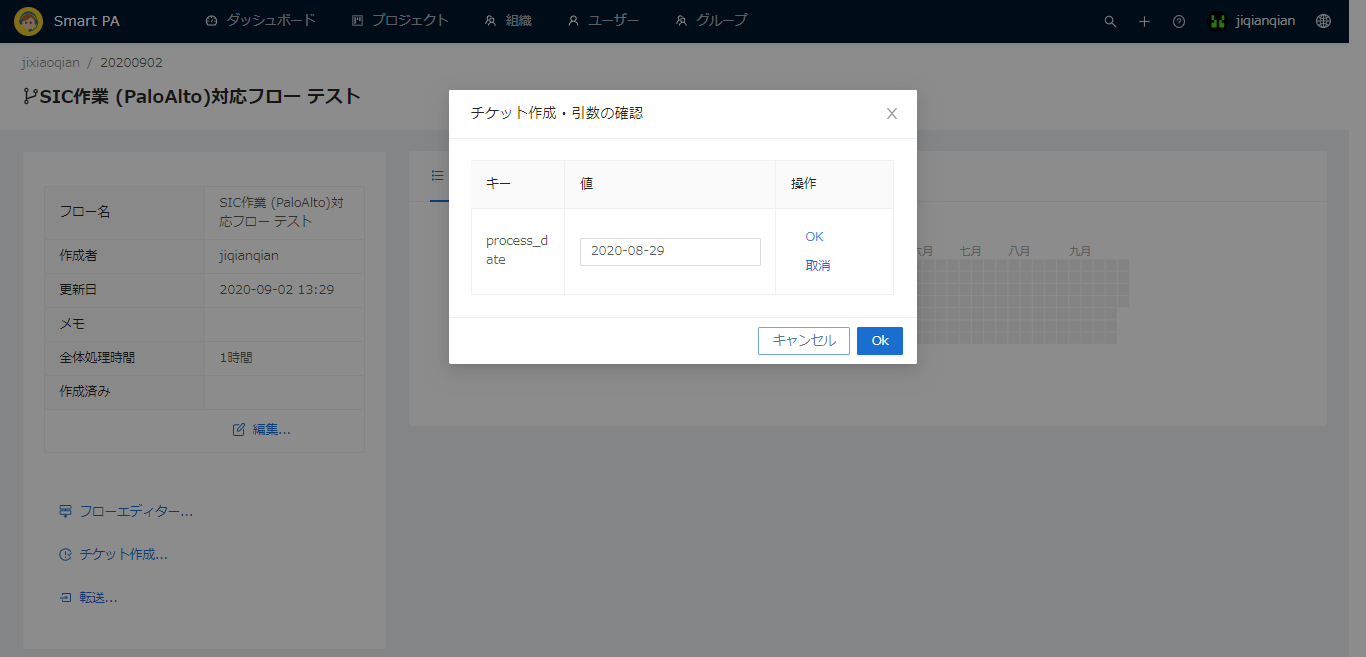 Smart PA
ダッシュボード
プロジェクト
組織
ユーザー
グループ
jiqianqian
jixiaoqian / 20200902
SIC作業 (PaloAlto)対応フロー テスト
フロー名
SIC作業 (PaloAlto)対
応フロー テスト
作成者
jiqianqian
更新日
2020-09-02 13:29
メモ
全体処理時間
1時間
作成済み
編集...
フローエディター...
チケット作成...
転送...
チケット作成・引数の確認
キー
値
操作
process_d
ate
2020-08-29
OK
取消
キャンセル
Ok
六月
七月
八月
九月